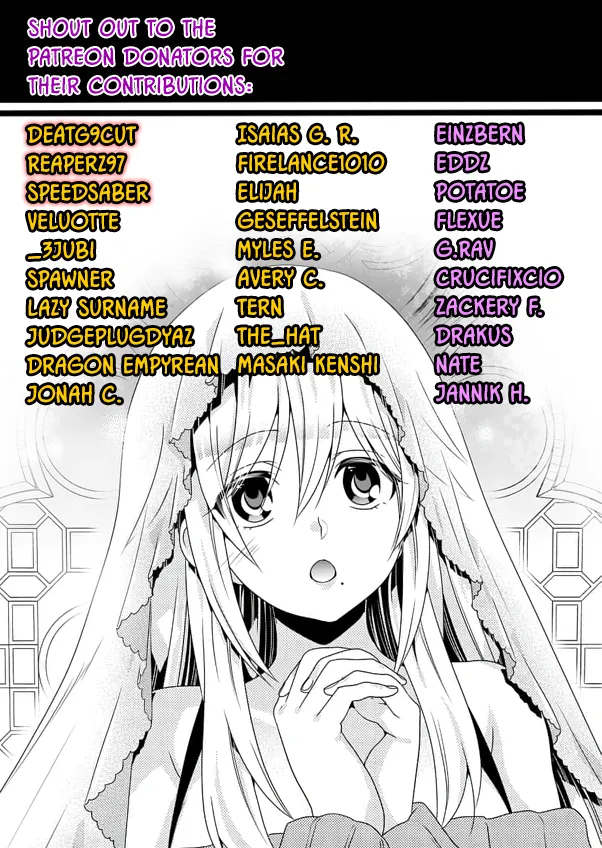 SHOUT OUT TO THE
PATREON DONATORS FOR
THEIR CONTRIBUTIONS:
DEATG9CUT
REAPERZ97
SPEEDSABER
VELUOTTE
_3JUBI
SPAWNER
LAZY SURNAME
JUDGEPLUGDYAZ
DRAGON EMPYREAN
JONAH C.
ISAIAS G. R.
FIRELANCE1010
ELIJAH
GESEFFELSTEIN
MYLES E.
AVERY C.
TERN
THE_HAT
MASAKI KENSHI
EINZBERN
EDDZ
POTATOE
FLEXUE
G.RAV
CRUCIFIXCIO
ZACKERY F.
DRAKUS
NATE
JANNIK H.